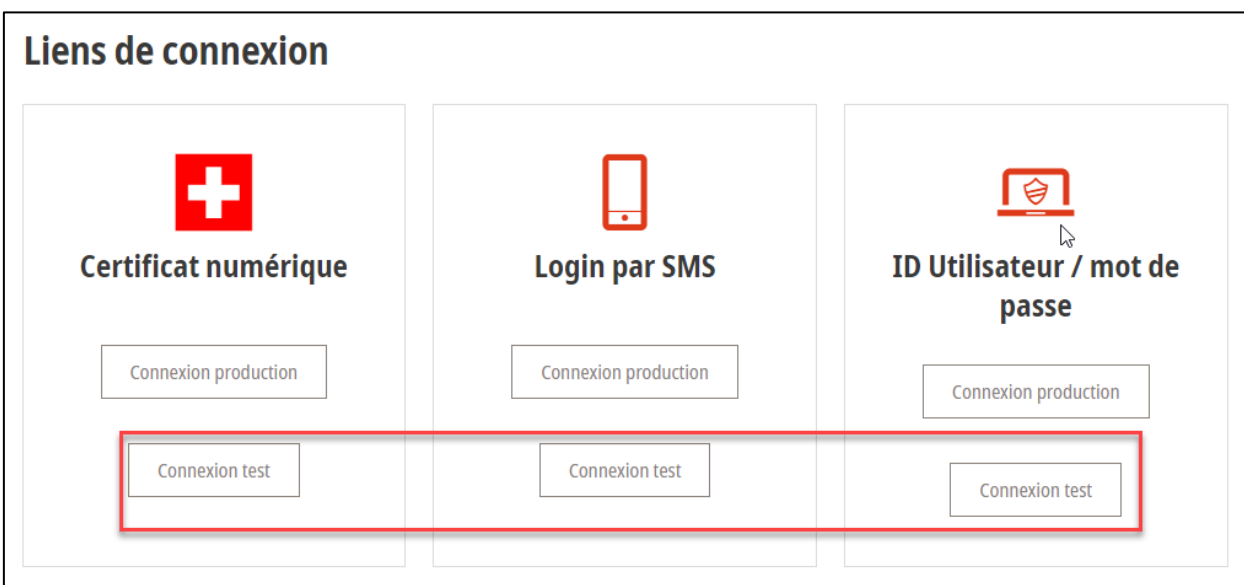 Liens de connexion
Certificat numérique
Connexion production
Connexion test
Login par SMS
Connexion production
Connexion test
ID Utilisateur / mot de
passe
Connexion production
Connexion test